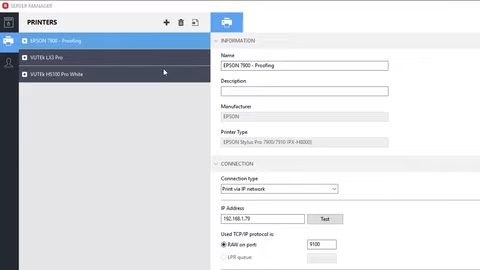 SERVER MANAGER
PRINTERS
EPSON 7900 - Proofing
VUTEk LX3 Pro
VUTEk HS100 Pro White
INFORMATION
Name
EPSON 7900 - Proofing
Description
Manufacturer
EPSON
Printer Type
EPSON Stylus Pro 7900/7910 (PX-H8000)
CONNECTION
Connection type
Print via IP network
IP Address
192.168.1.79
Test
Used TCP/IP protocol is:
RAW on port:
9100
LPR queue: